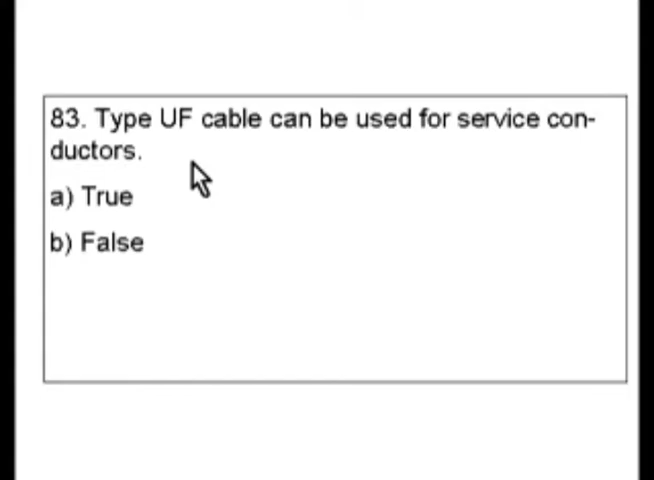 83. Type UF cable can be used for service con-
ductors.
a) True
b) False